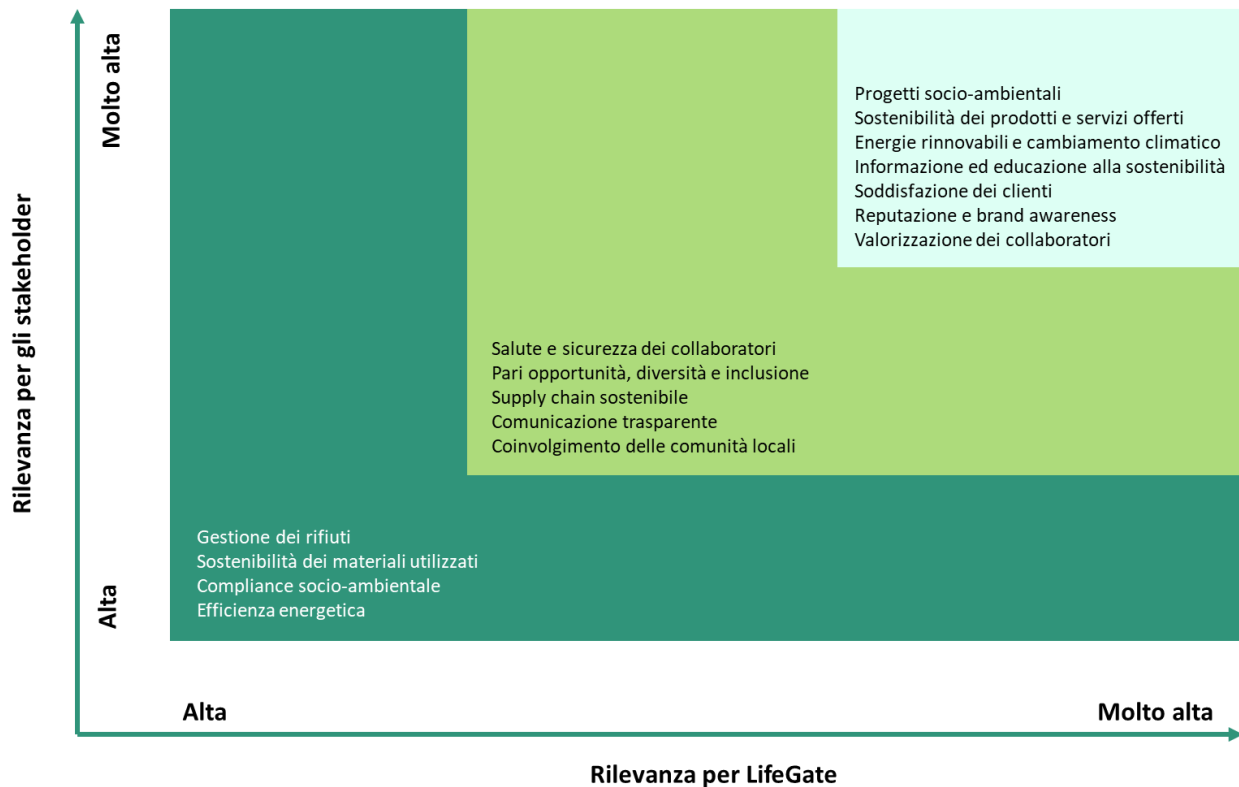 Rilevanza per gli stakeholder
Molto alta
Alta
Progetti socio-ambientali
Sostenibilità dei prodotti e servizi offerti
Energie rinnovabili e cambiamento climatico
Informazione ed educazione alla sostenibilità
Soddisfazione dei clienti
Reputazione e brand awareness
Valorizzazione dei collaboratori
Salute e sicurezza dei collaboratori
Pari opportunità, diversità e inclusione
Supply chain sostenibile
Comunicazione trasparente
Coinvolgimento delle comunità locali
Gestione dei rifiuti
Sostenibilità dei materiali utilizzati
Compliance socio-ambientale
Efficienza energetica
Alta
Molto alta
Rilevanza per LifeGate